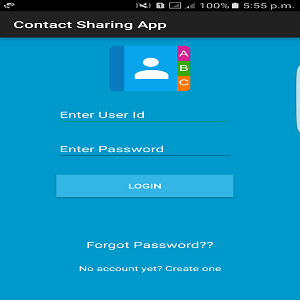 100% 5:55 p.m.
Contact Sharing App
A
B
C
Enter User Id
Enter Password
LOGIN
Forgot Password??
No account yet? Create one